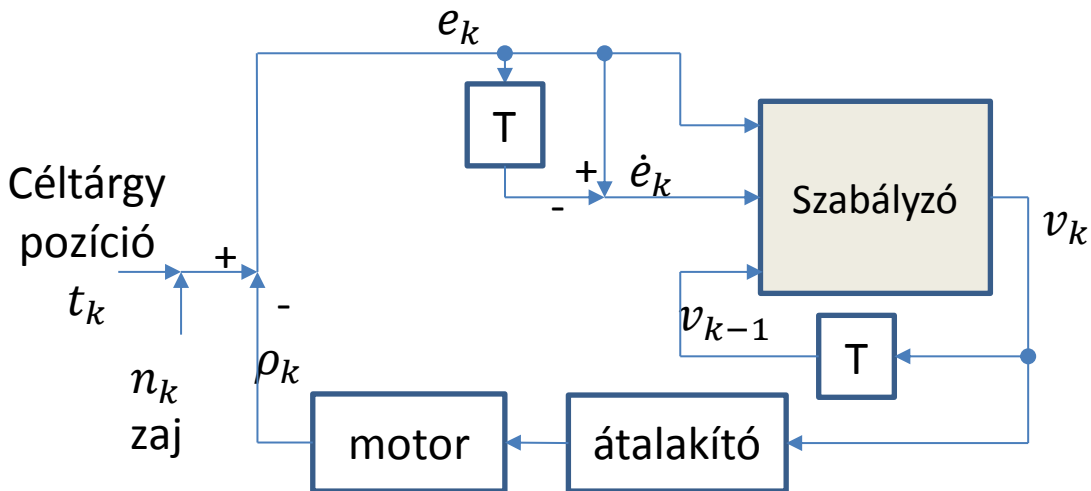 e_k
T
+
-
ė_k
Szabályzó
v_k
Céltárgy
pozíció
t_k
+
-
n_k
zaj
ρ_k
v_{k-1}
T
motor
átalakító